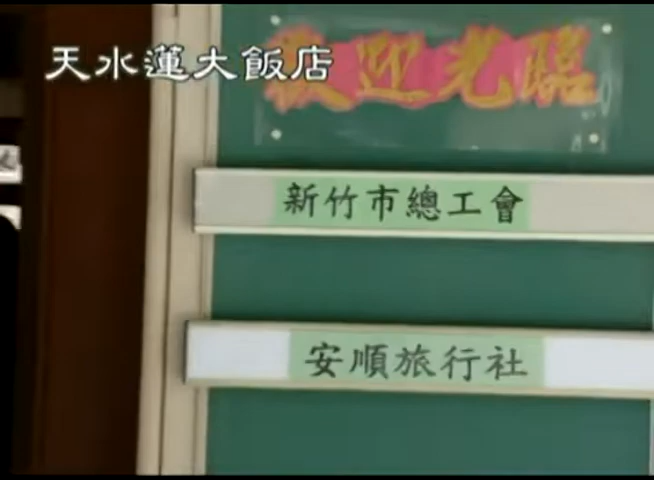 天水蓮大飯店
歡迎光臨
新竹市總工會
安順旅行社